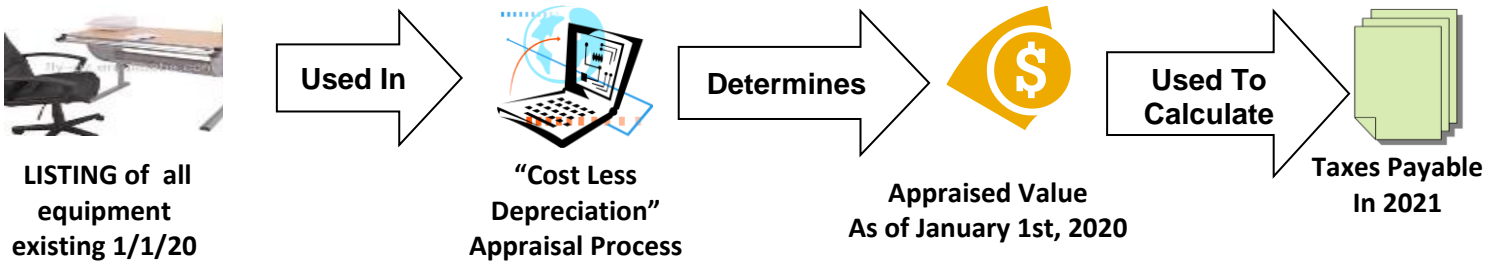 LISTING of all
equipment
existing 1/1/20
Used In
“Cost Less
Depreciation”
Appraisal Process
Determines
$
Appraised Value
As of January 1st, 2020
Used To
Calculate
Taxes Payable
In 2021